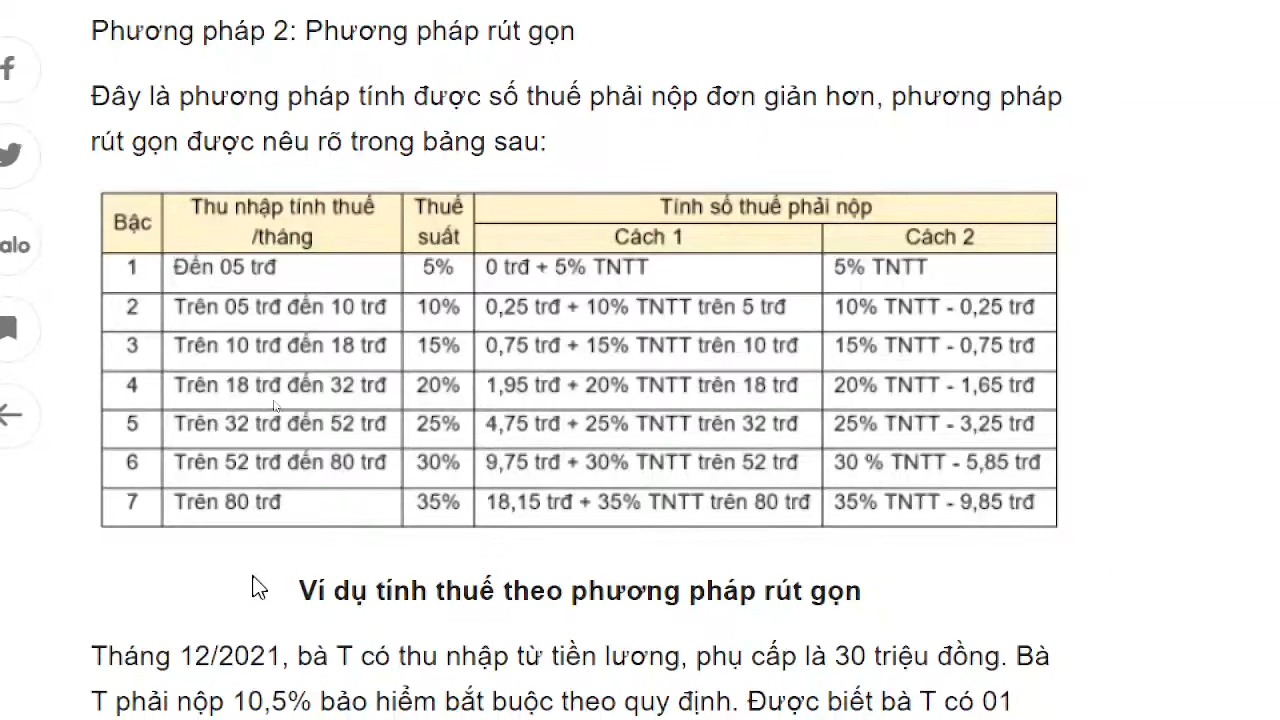 Phương pháp 2: Phương pháp rút gọn
Đây là phương pháp tính được số thuế phải nộp đơn giản hơn, phương pháp
rút gọn được nêu rõ trong bảng sau:
Bậc Thu nhập tính thuế /tháng Thuế suất Tính số thuế phải nộp
Cách 1 Cách 2
1 Đến 05 trđ 5% 0 trđ + 5% TNTT 5% TNTT
2 Trên 05 trđ đến 10 trđ 10% 0,25 trđ + 10% TNTT trên 5 trđ 10% TNTT - 0,25 trđ
3 Trên 10 trđ đến 18 trđ 15% 0,75 trđ + 15% TNTT trên 10 trđ 15% TNTT - 0,75 trđ
4 Trên 18 trđ đến 32 trđ 20% 1,95 trđ + 20% TNTT trên 18 trđ 20% TNTT - 1,65 trđ
5 Trên 32 trđ đến 52 trđ 25% 4,75 trđ + 25% TNTT trên 32 trđ 25% TNTT - 3,25 trđ
6 Trên 52 trđ đến 80 trđ 30% 9,75 trđ + 30% TNTT trên 52 trđ 30 % TNTT - 5,85 trđ
7 Trên 80 trđ 35% 18,15 trđ + 35% TNTT trên 80 trđ 35% TNTT - 9,85 trđ
Ví dụ tính thuế theo phương pháp rút gọn
Tháng 12/2021, bà T có thu nhập từ tiền lương, phụ cấp là 30 triệu đồng. Bà
T phải nộp 10,5% bảo hiểm bắt buộc theo quy định. Được biết bà T có 01
alo